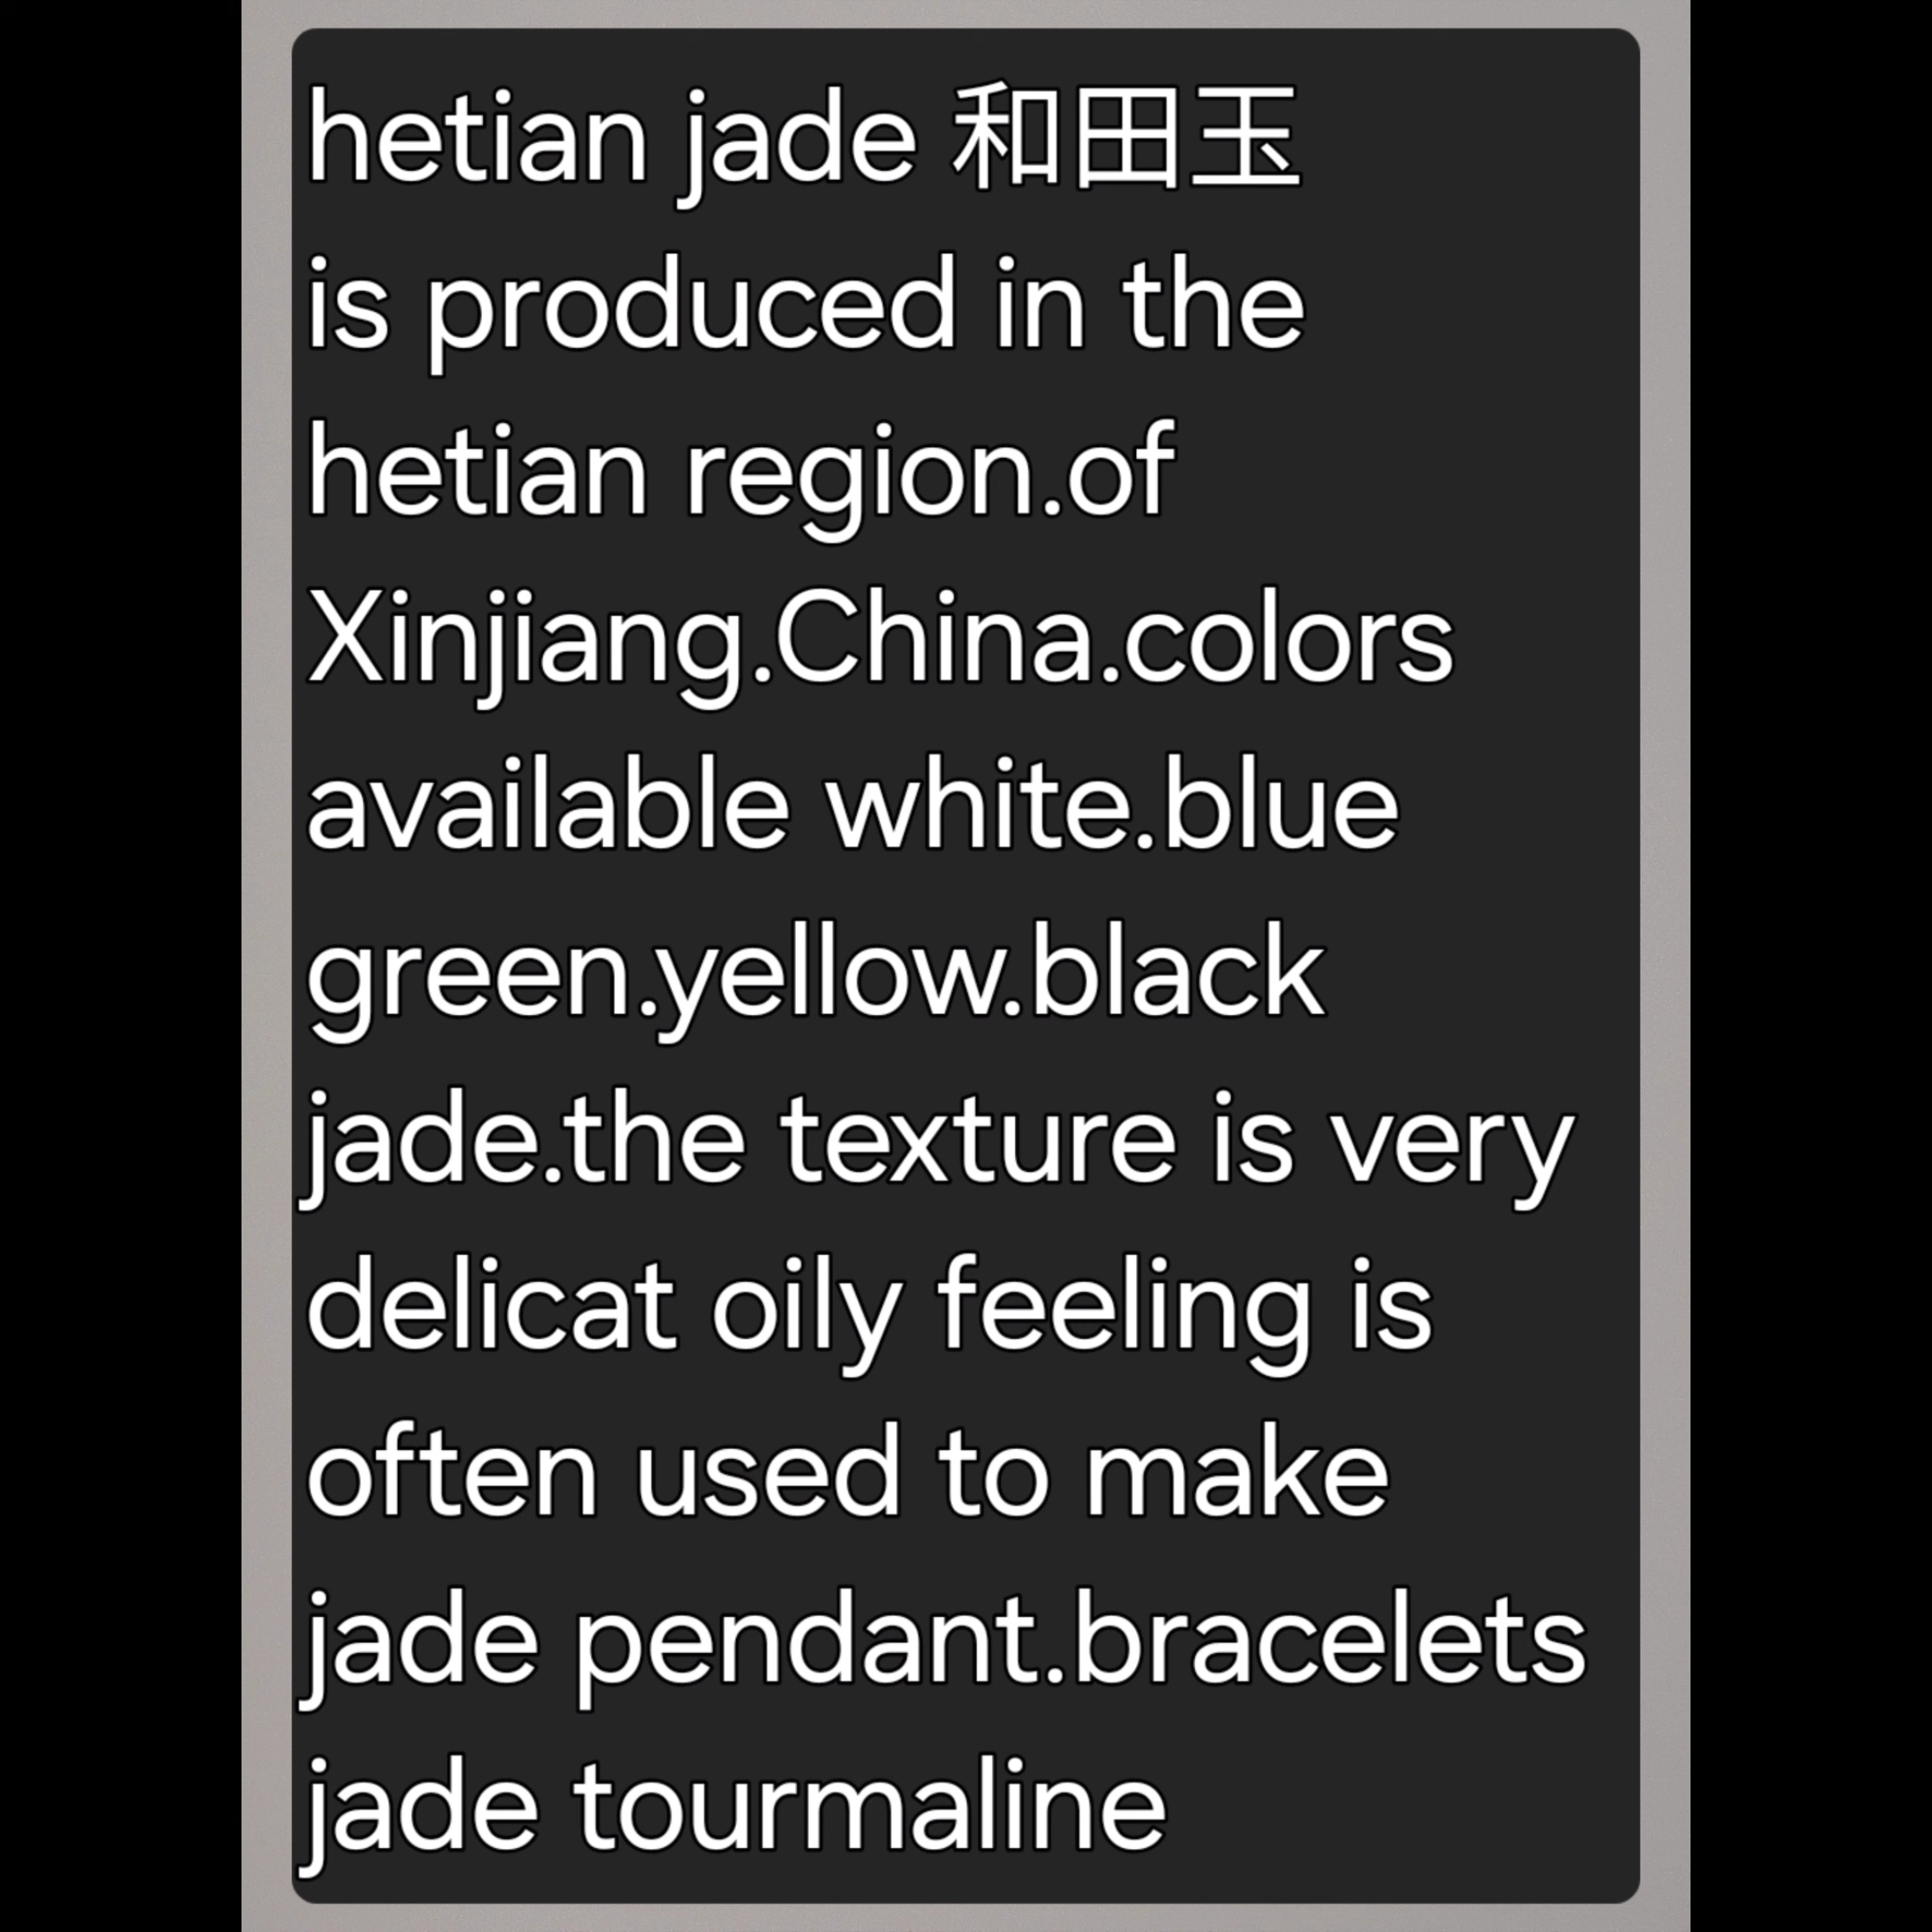 hetian jade 和田玉
is produced in the
hetian region.of
Xinjiang.China.colors
available white.blue
green.yellow.black
jade.the texture is very
delicat oily feeling is
often used to make
jade pendant.bracelets
jade tourmaline